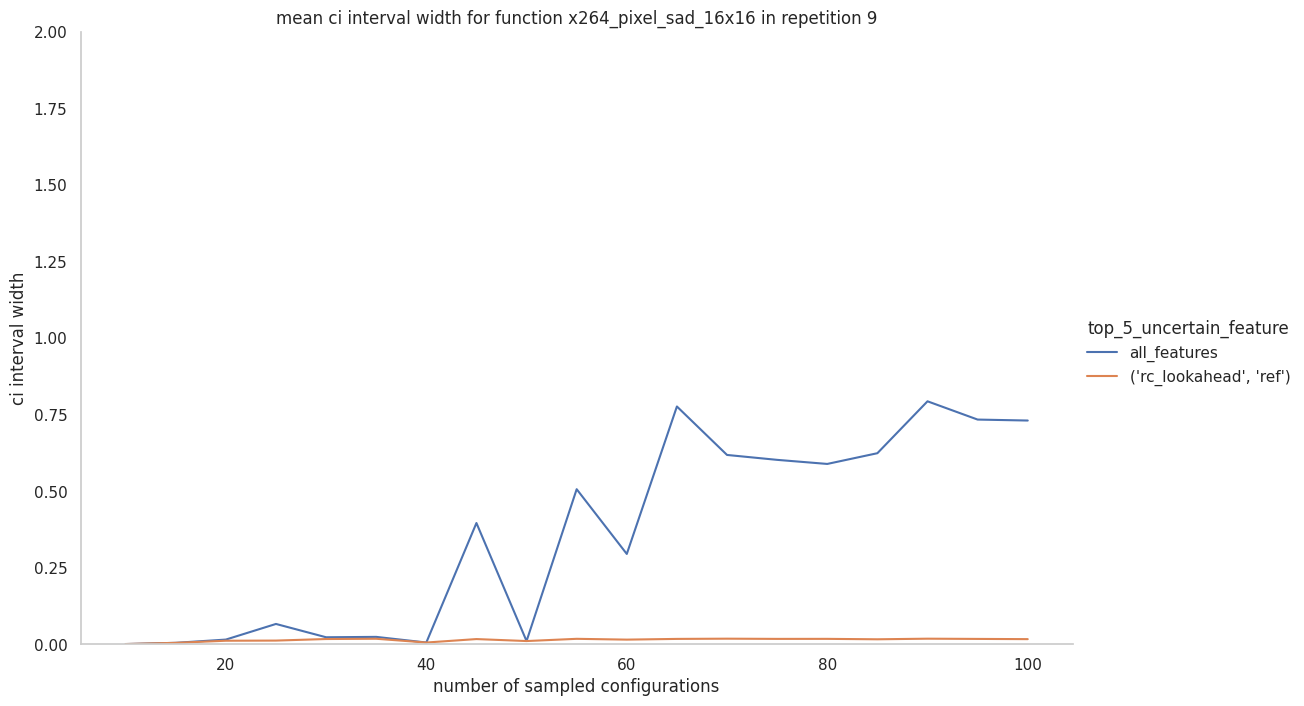 mean ci interval width for function x264_pixel_sad_16x16 in repetition 9
2.00
1.75
1.50
1.25
1.00
0.75
0.50
0.25
0.00
ci interval width
20
40
60
80
100
number of sampled configurations
top_5_uncertain_feature
all_features
('rc_lookahead', 'ref')